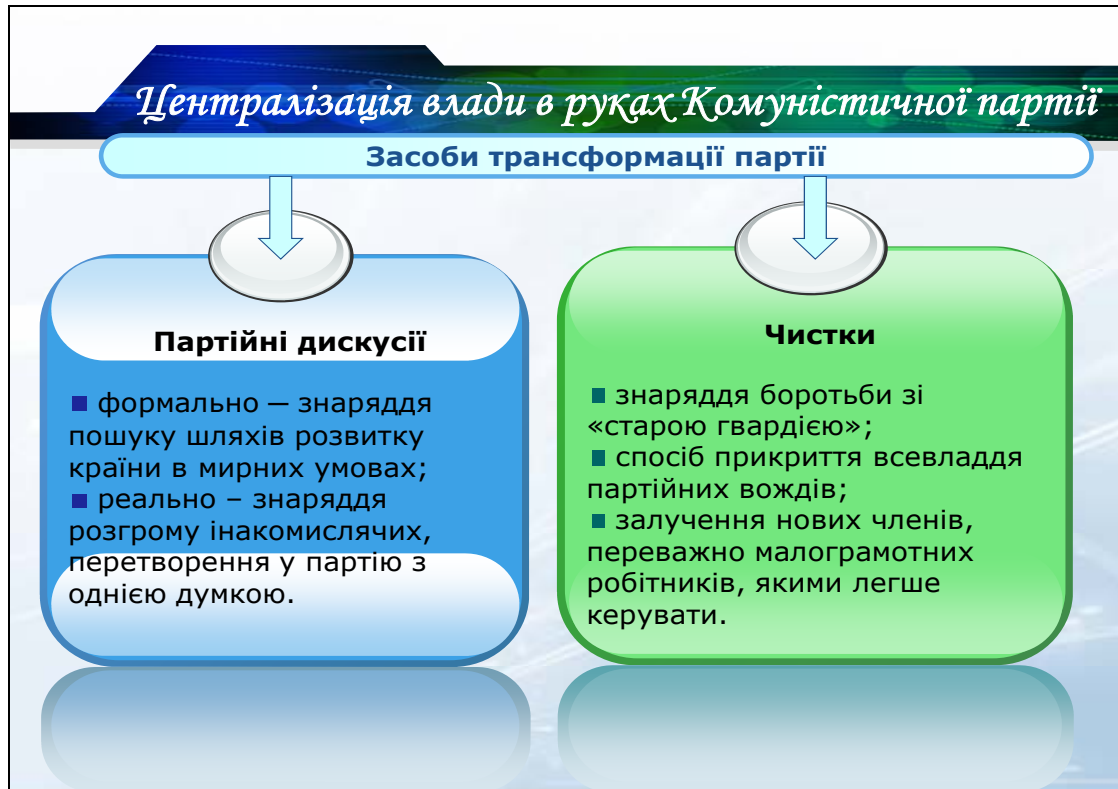 Централізація влади в руках Комуністичної партії
Засоби трансформації партії
Партійні дискусії
формально — знаряддя
пошуку шляхів розвитку
країни в мирних умовах;
реально – знаряддя
розгрому інакомислячих,
перетворення у партію з
однією думкою.
Чистки
знаряддя боротьби зі
«старою гвардією»;
спосіб прикриття всевладдя
партійних вождів;
залучення нових членів,
переважно малограмотних
робітників, якими легше
керувати.